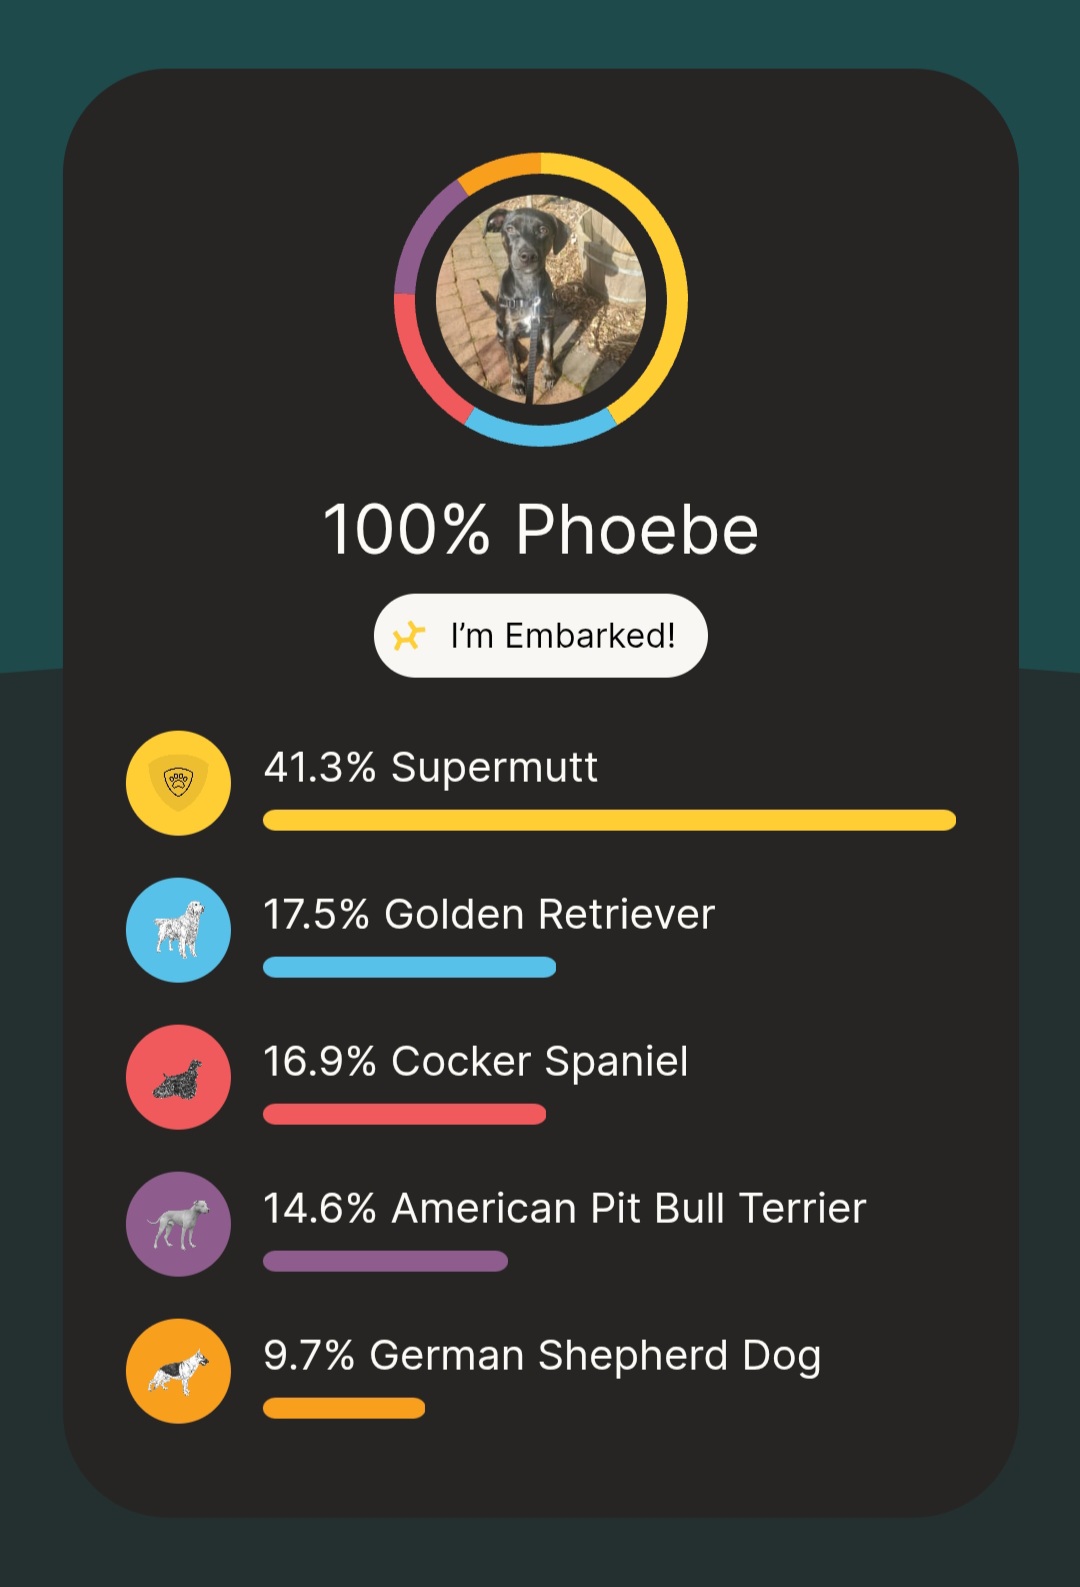 100% Phoebe
I’m Embarked!
41.3% Supermutt
17.5% Golden Retriever
16.9% Cocker Spaniel
14.6% American Pit Bull Terrier
9.7% German Shepherd Dog